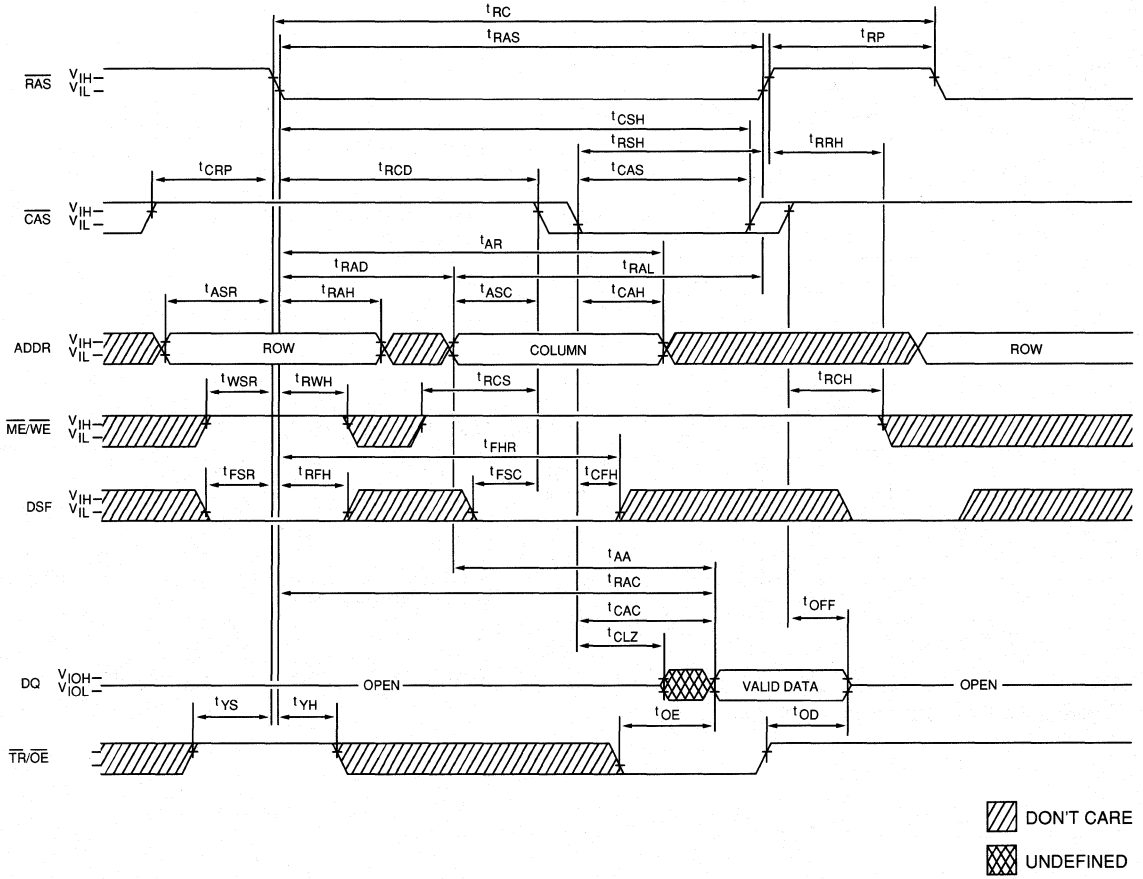 tRC
tRAS
tRP
RAS VIH
VIL
tCSH
tRSH
tRRH
tCRP
tRCD
tCAS
CAS VIH
VIL
tAR
tRAD
tRAL
tASR
tRAH
tASC
tCAH
ADDR VIH
VIL
ROW
COLUMN
ROW
tWSR
tRWH
tRCS
tRCH
ME/WE VIH
VIL
tFHR
tFSR
tRFH
tFSC
tCFH
DSF VIH
VIL
tAA
tRAC
tCAC
tOFF
tCLZ
DQ VIOH
VIOL
OPEN
VALID DATA
OPEN
tYS
tYH
tOE
tOD
TR/OE
DON'T CARE
UNDEFINED